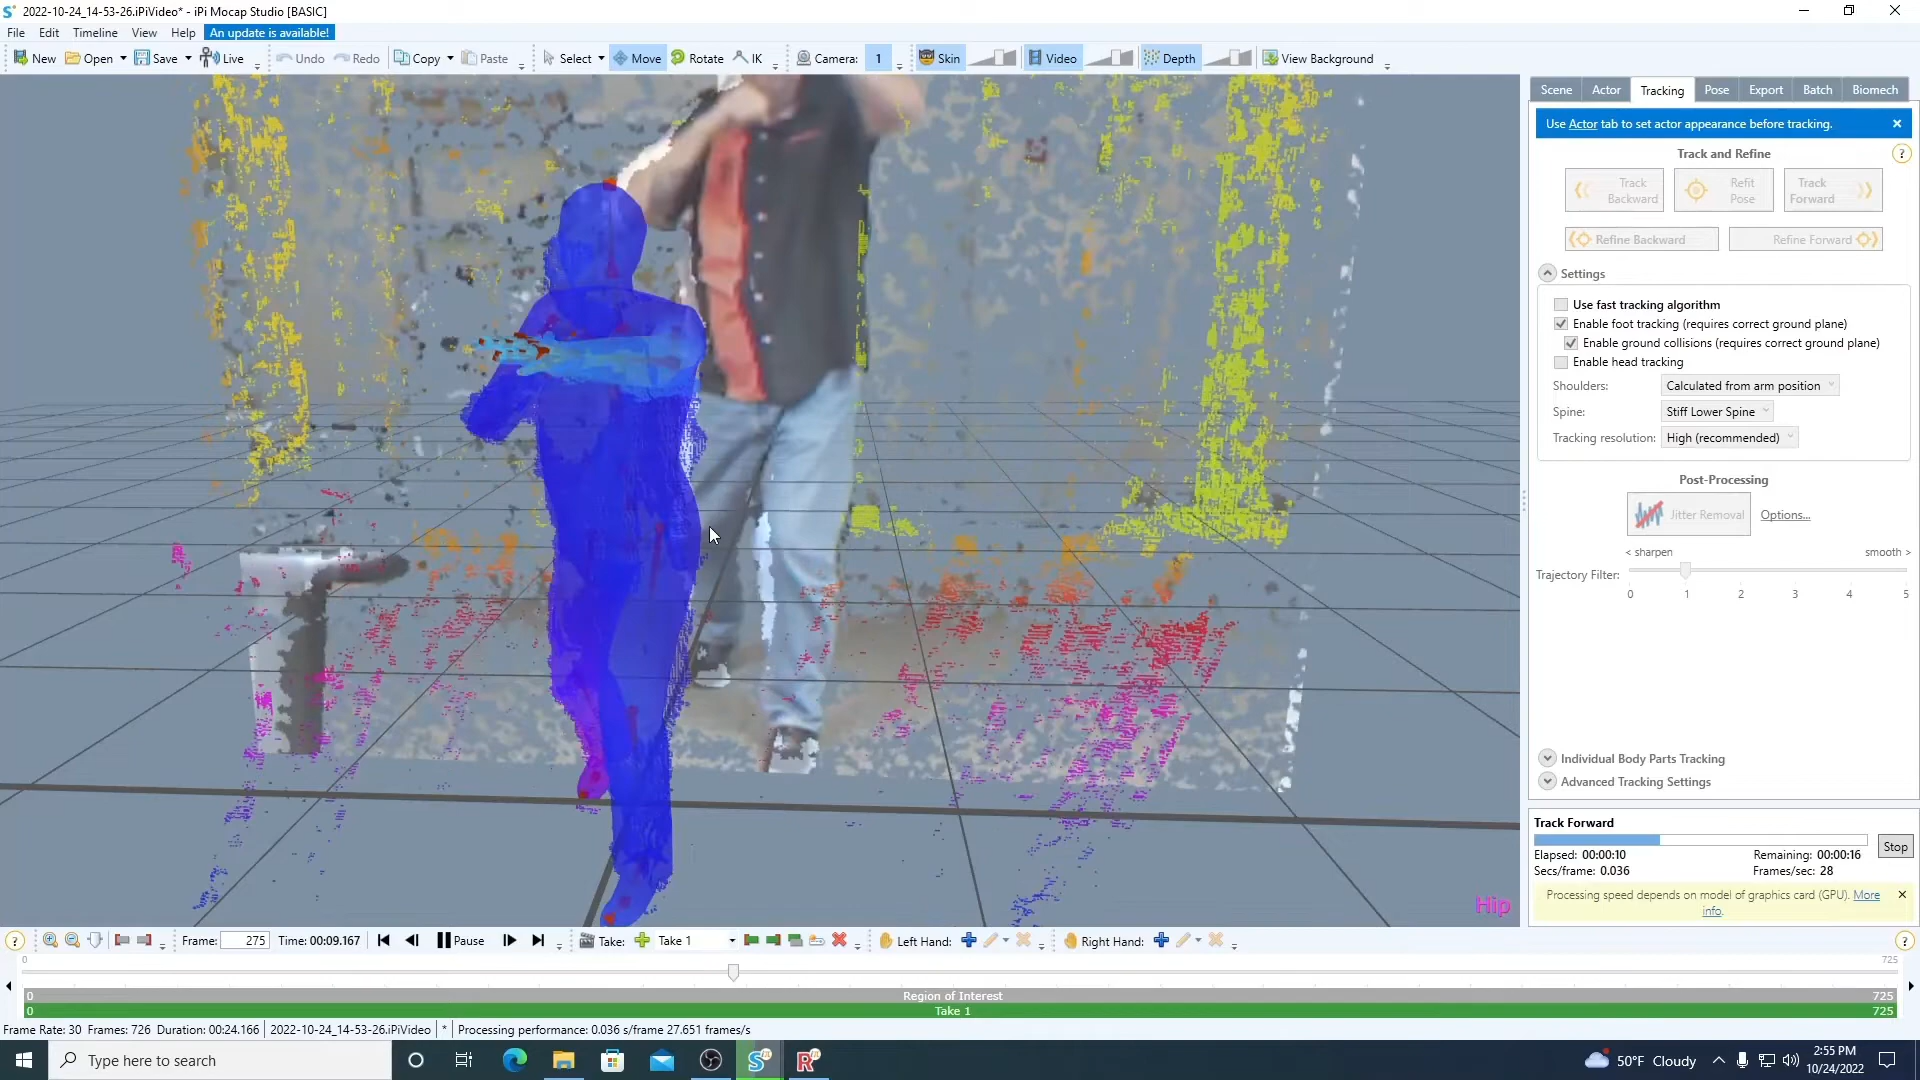 2022-10-24_14-53-26.iPiVideo* - iPi Mocap Studio [BASIC]
File Edit Timeline View Help An update is available!
New Open Save Live Undo Redo Copy Paste Select Move Rotate IK Camera: 1 Skin Video Depth View Background
Scene Actor Tracking Pose Export Batch Biomech
Use Actor tab to set actor appearance before tracking.
Track and Refine
Track Backward
Refit Pose
Track Forward
Refine Backward Refine Forward
Settings
Use fast tracking algorithm
Enable foot tracking (requires correct ground plane)
Enable ground collisions (requires correct ground plane)
Enable head tracking
Shoulders: Calculated from arm position
Spine: Stiff Lower Spine
Tracking resolution: High (recommended)
Post-Processing
Jitter Removal Options...
< sharpen smooth >
Trajectory Filter:
0 1 2 3 4 5
Individual Body Parts Tracking
Advanced Tracking Settings
Track Forward
Stop
Elapsed: 00:00:10 Remaining: 00:00:16
Secs/frame: 0.036 Frames/sec: 28
Processing speed depends on model of graphics card (GPU). More
info.
Hip
Frame: 275 Time: 00:09.167 Pause Take: Take 1 Left Hand: Right Hand:
0 725
0 Region of Interest 725
0 Take 1 725
Frame Rate: 30 Frames: 726 Duration: 00:24.166 2022-10-24_14-53-26.iPiVideo * Processing performance: 0.036 s/frame 27.651 frames/s
Type here to search
50°F Cloudy
2:55 PM
10/24/2022